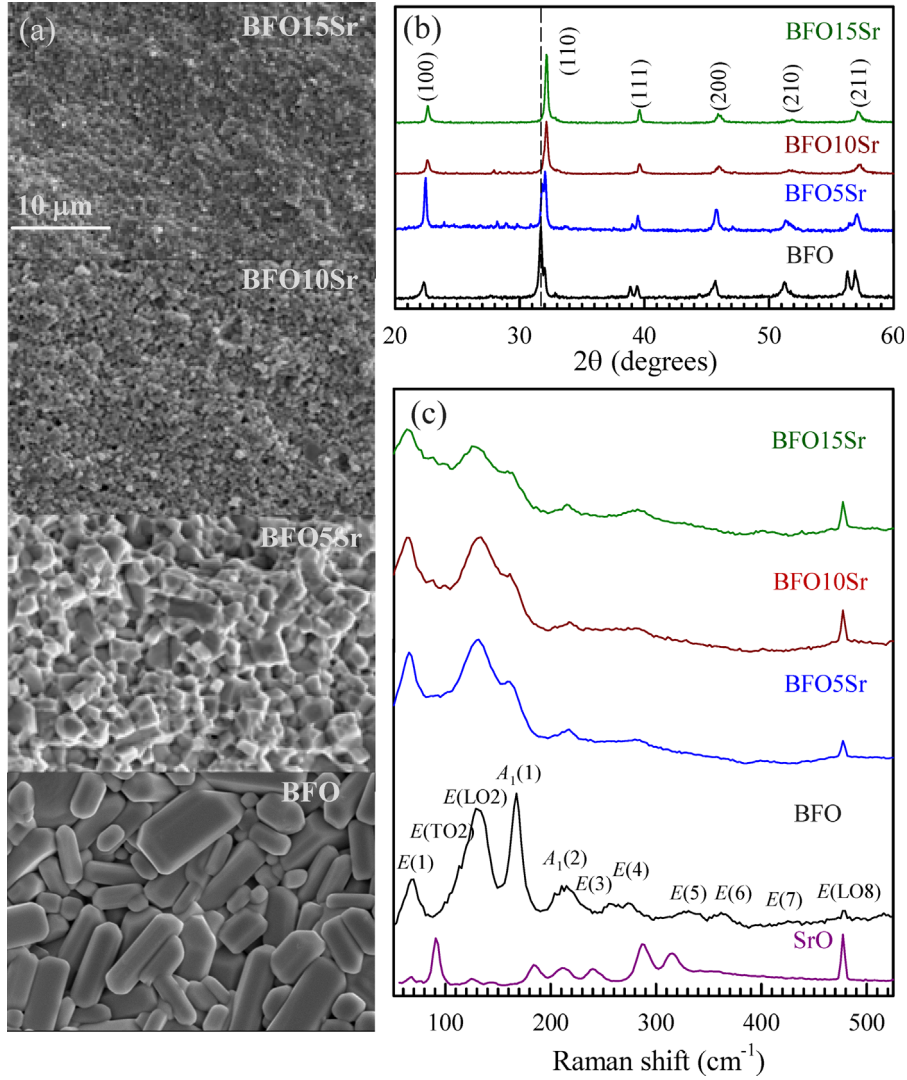 (a)
BFO15Sr
10 μm
BFO10Sr
BFO5Sr
BFO
(b)
BFO15Sr
(100)
(110)
(111)
(200)
(210)
(211)
BFO10Sr
BFO5Sr
BFO
20 30 40 50 60
2θ (degrees)
(c)
BFO15Sr
BFO10Sr
BFO5Sr
A₁(1)
E(LO2)
BFO
E(TO2)
E(1)
A₁(2)
E(3)
E(4)
E(5)
E(6)
E(7)
E(LO8)
SrO
100 200 300 400 500
Raman shift (cm⁻¹)